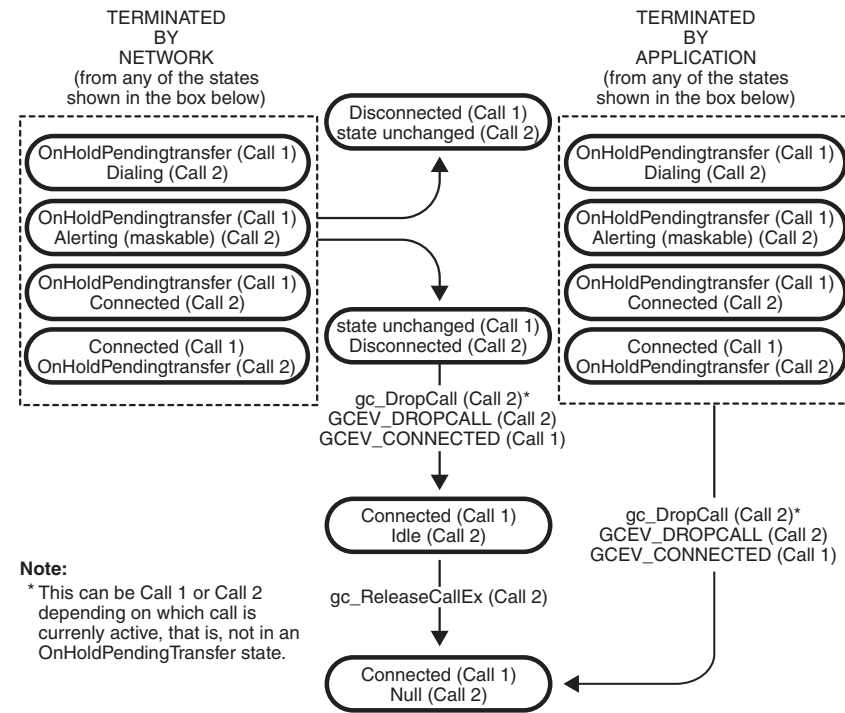 TERMINATED
BY
NETWORK
(from any of the states
shown in the box below)
OnHoldPendingtransfer (Call 1)
Dialing (Call 2)
OnHoldPendingtransfer (Call 1)
Alerting (maskable) (Call 2)
OnHoldPendingtransfer (Call 1)
Connected (Call 2)
Connected (Call 1)
OnHoldPendingtransfer (Call 2)
Disconnected (Call 1)
state unchanged (Call 2)
state unchanged (Call 1)
Disconnected (Call 2)
gc_DropCall (Call 2)*
GCEV_DROPCALL (Call 2)
GCEV_CONNECTED (Call 1)
Connected (Call 1)
Idle (Call 2)
gc_ReleaseCallEx (Call 2)
Connected (Call 1)
Null (Call 2)
TERMINATED
BY
APPLICATION
(from any of the states
shown in the box below)
OnHoldPendingtransfer (Call 1)
Dialing (Call 2)
OnHoldPendingtransfer (Call 1)
Alerting (maskable) (Call 2)
OnHoldPendingtransfer (Call 1)
Connected (Call 2)
Connected (Call 1)
OnHoldPendingtransfer (Call 2)
gc_DropCall (Call 2)*
GCEV_DROPCALL (Call 2)
GCEV_CONNECTED (Call 1)
Note:
* This can be Call 1 or Call 2
depending on which call is
currently active, that is, not in an
OnHoldPendingTransfer state.